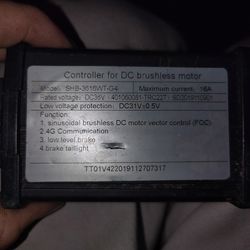 Controller for DC brushless motor
Model: SHB-3616WT-G4 Maximum current: 16A
Rated voltage: DC36V
Low voltage protection: DC31V±0.5V
Function:
1. sinusoidal brushless DC motor vector control (FOC)
2.4G Communication
3. low level brake
4.brake taillight
TT01V422019112707317